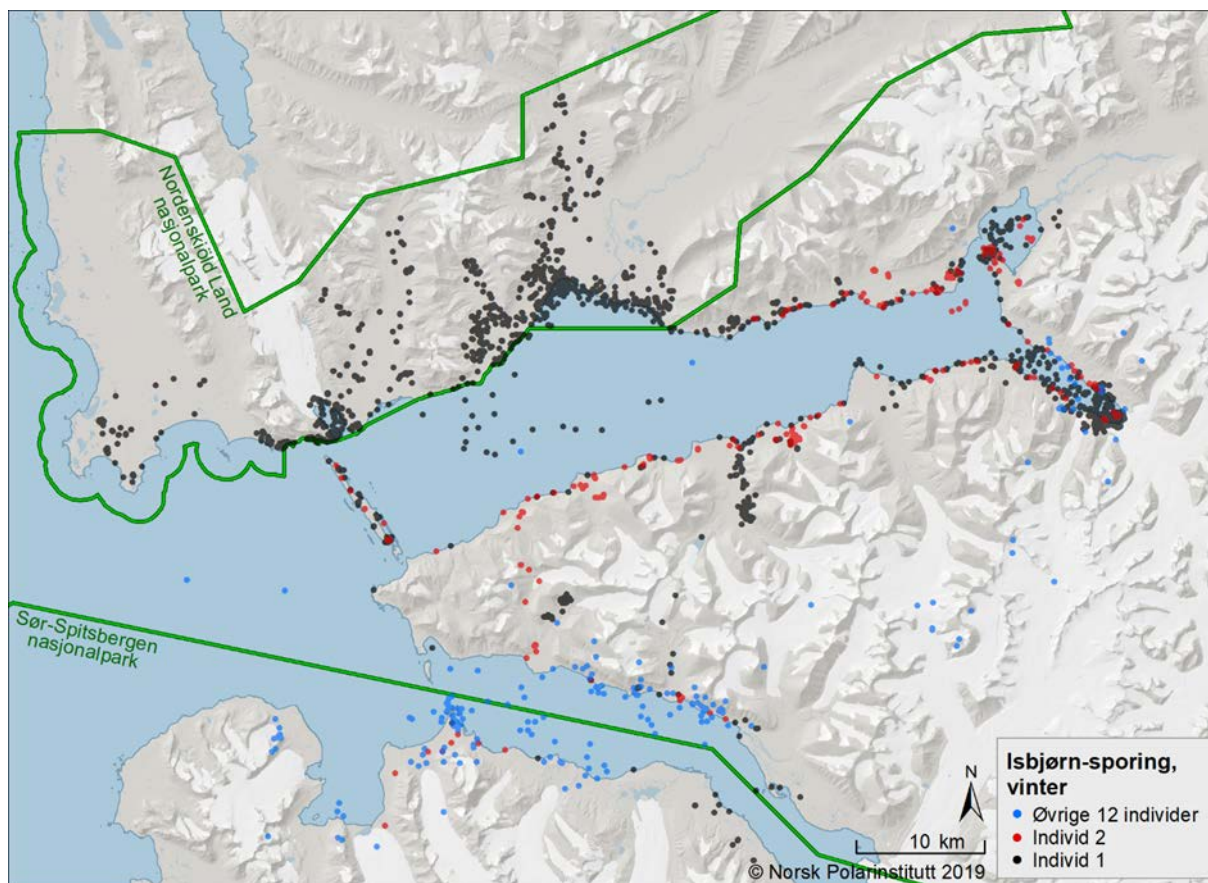 Nordenskiöld Land
nasjonalpark
Sør-Spitsbergen
nasjonalpark
Isbjørn-sporing,
vinter
Øvrige 12 individer
Individ 2
Individ 1
N
10 km
© Norsk Polarinstitutt 2019